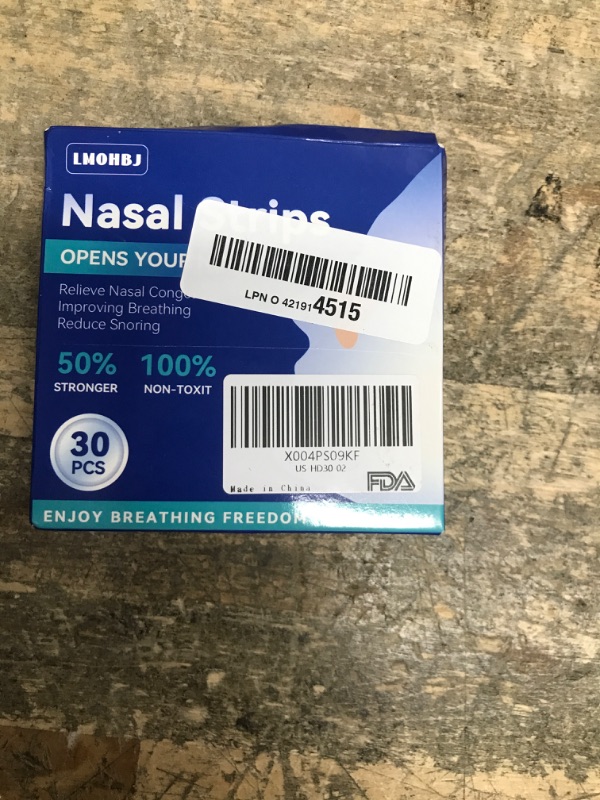 LMOHBJ
Nasal Strips
OPENS YOUR
Relieve Nasal
Improving Breathing
Reduce Snoring
LPN O 421914515
50% 100%
STRONGER NON-TOXIT
30
PCS
X004PS09KF
US HD30 02
Made in China
FDA
ENJOY BREATHING FREEDOM